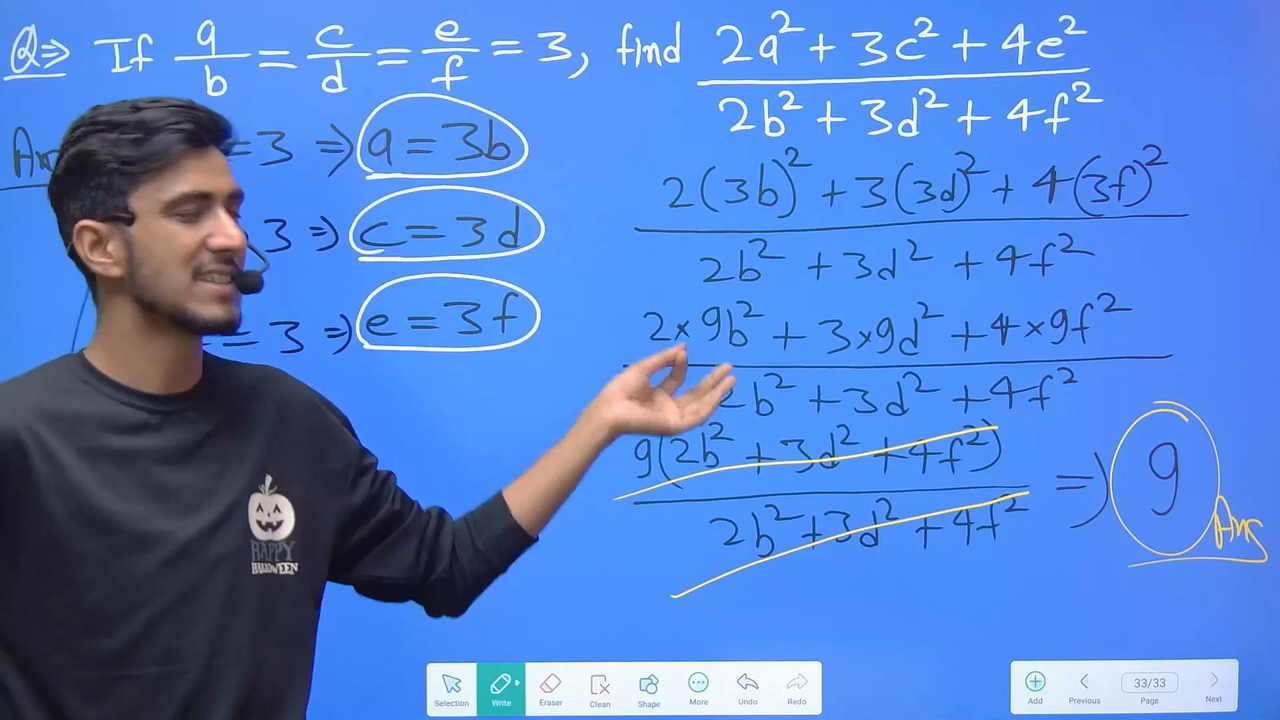 Q⇒ If a/b = c/d = e/f = 3, find (2a² + 3c² + 4e²)/(2b² + 3d² + 4f²)
= 3 ⇒ a = 3b
3 ⇒ c = 3d
= 3 ⇒ e = 3f
2(3b)² + 3(3d)² + 4(3f)²
2b² + 3d² + 4f²
2×9b² + 3×9d² + 4×9f²
2b² + 3d² + 4f²
9(2b² + 3d² + 4f²)
2b² + 3d² + 4f²
⇒ 9 Ans
HAPPY
HALLOWEEN
Selection Write Eraser Clean Shape More Undo Redo
Add Previous 33/33 Page Next